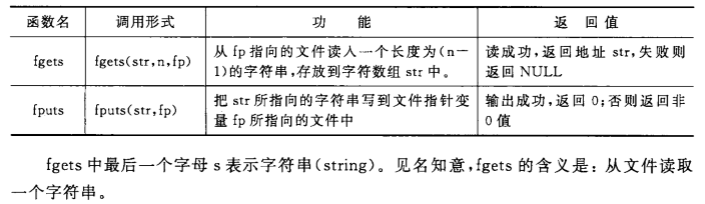 函数名 调用形式 功 能 返 回 值
fgets fgets(str,n,fp) 从 fp 指向的文件读入一个长度为(n－ 读成功,返回地址 str,失败则
1)的字符串,存放到字符数组 str 中。 返回 NULL
fputs fputs(str,fp) 把 str 所指向的字符串写到文件指针变 输出成功,返回 0;否则返回非
量 fp 所指向的文件中 0 值
fgets 中最后一个字母 s 表示字符串(string)。见名知意,fgets 的含义是: 从文件读取
一个字符串。